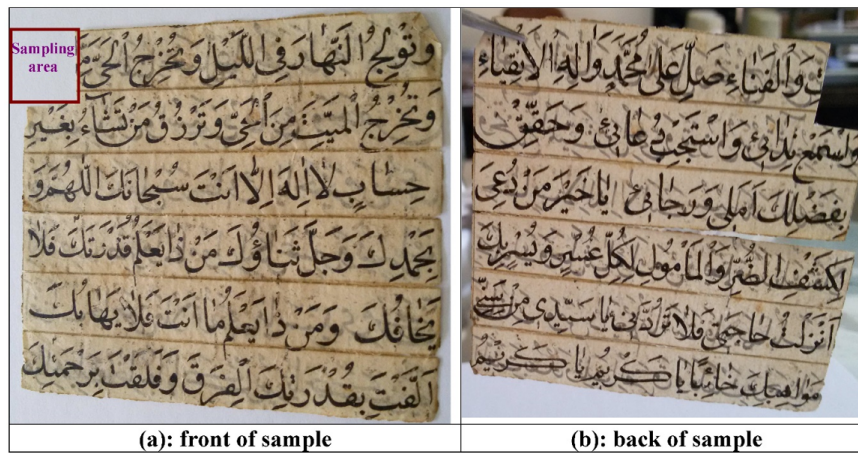 Sampling area
وَتُولِجُ النَّهَارَ فِي اللَّيْلِ وَتُخْرِجُ الْحَيَّ مِنَ
وَتُخْرِجُ الْمَيِّتَ مِنَ الْحَيِّ وَتَرْزُقُ مَنْ تَشَاءُ بِغَيْرِ
حِسَابٍ لَا اِلٰهَ اِلَّا اَنْتَ سُبْحَانَكَ اللّٰهُمَّ وَ
بِحَمْدِكَ وَجَلَّ ثَنَاؤُكَ مَنْ ذَا يَعْلَمُ قُدْرَتَكَ فَلَا
يَخَافُكَ وَمَنْ ذَا يَعْلَمُ مَا اَنْتَ فَلَا يَهَابُكَ
اَلَّفْتَ بِقُدْرَتِكَ الْفِرَقَ وَفَلَقْتَ بِرَحْمَتِكَ
(a): front of sample
وَالْفَنَاءِ صَلِّ عَلٰى مُحَمَّدٍ وَاٰلِهِ الْاَتْقِيَاءِ
وَاسْتَمِعْ نِدَائِي وَاسْتَجِبْ دُعَائِي وَحَقِّقْ
بِفَضْلِكَ اَمَلِي وَرَجَائِي يَا خَيْرَ مَنْ دُعِيَ
لِكَشْفِ الضُّرِّ وَالْمَأْمُولِ لِكُلِّ عُسْرٍ وَيُسْرٍ بِكَ
اَنْزَلْتُ حَاجَتِي فَلَا تَرُدَّنِي يَا سَيِّدِي مِنْ سَنِيِّ
مَوَاهِبِكَ خَائِبًا يَا كَرِيمُ يَا كَرِيمُ
(b): back of sample